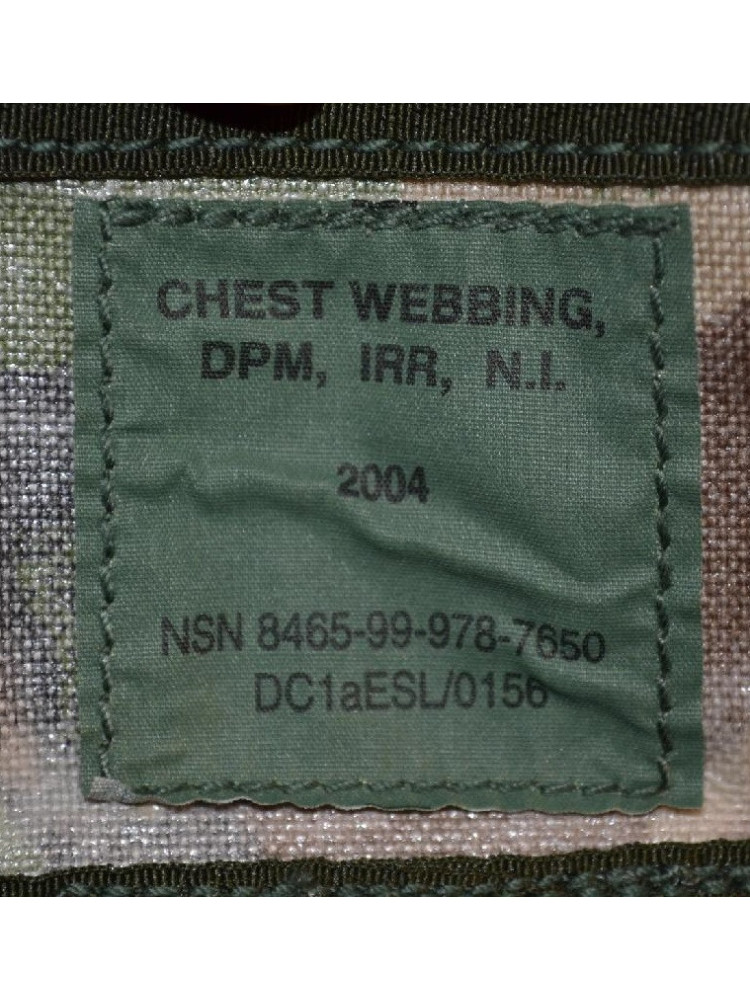 CHEST WEBBING,
DPM, IRR, N.I.
2004
NSN 8465-99-978-7650
DC1aESL/0156